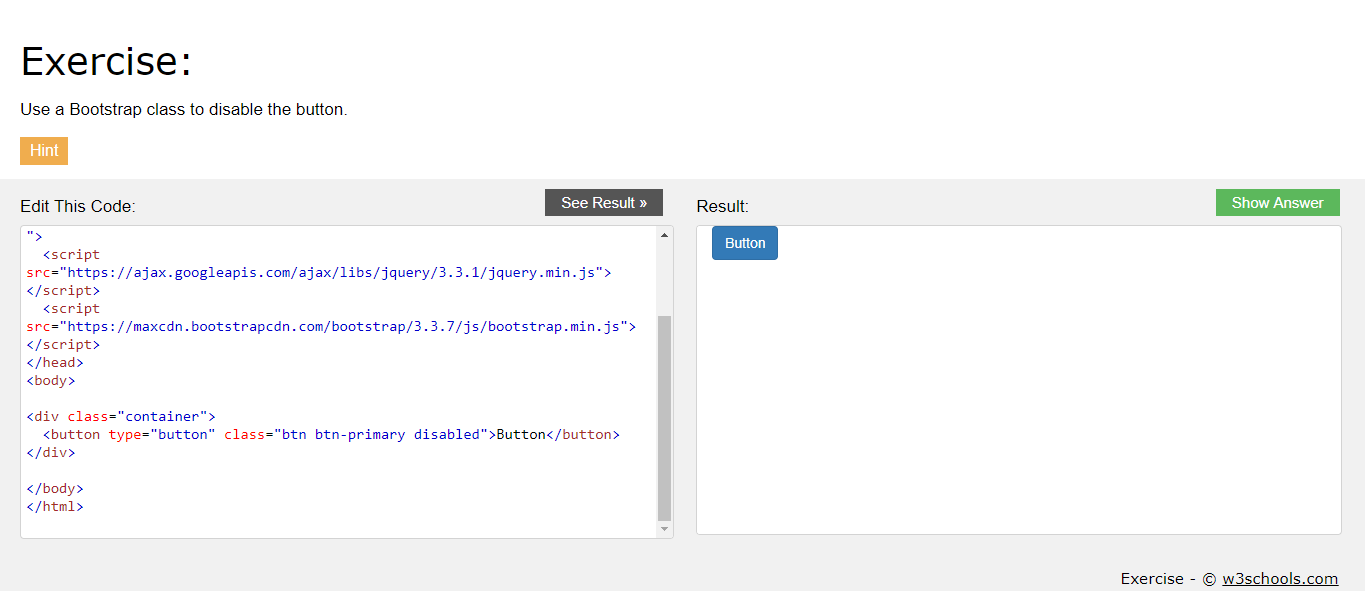 Exercise:
Use a Bootstrap class to disable the button.
Hint
Edit This Code:
See Result »
Result:
Show Answer
">
<script
src="https://ajax.googleapis.com/ajax/libs/jquery/3.3.1/jquery.min.js">
</script>
<script
src="https://maxcdn.bootstrapcdn.com/bootstrap/3.3.7/js/bootstrap.min.js">
</script>
</head>
<body>
<div class="container">
<button type="button" class="btn btn-primary disabled">Button</button>
</div>
</body>
</html>
Button
Exercise - © w3schools.com